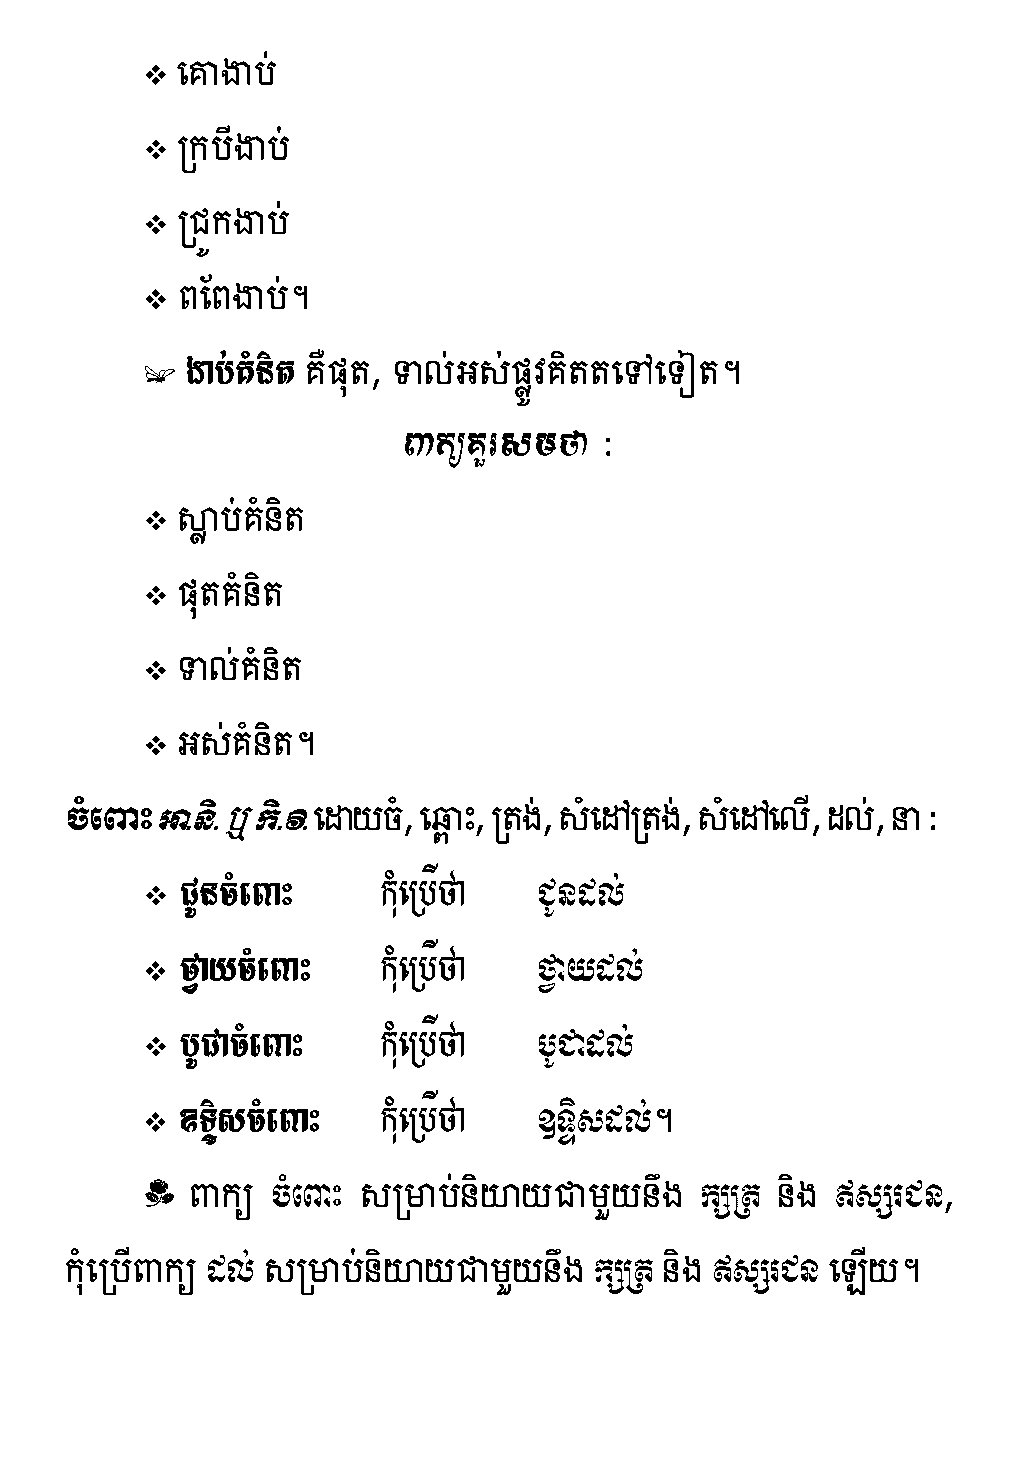 ❖ គោងាប់
❖ ក្របីងាប់
❖ ជ្រូកងាប់
❖ ពពែងាប់។
ងាប់គំនិត គឺផុត, ទាល់អស់ផ្លូវគិតតទៅទៀត។
ពាក្យគួរសមថា :
❖ ស្លាប់គំនិត
❖ ផុតគំនិត
❖ ទាល់គំនិត
❖ អស់គំនិត។
ចំពោះ អា.និ. ឬ កិ.វិ. ដោយចំ, ឆ្ពោះ, ត្រង់, សំដៅត្រង់, សំដៅលើ, ដល់, នា :
❖ ជូនចំពោះ កុំប្រើថា ជូនដល់
❖ ថ្វាយចំពោះ កុំប្រើថា ថ្វាយដល់
❖ បូជាចំពោះ កុំប្រើថា បូជាដល់
❖ ឧទ្ទិសចំពោះ កុំប្រើថា ឧទ្ទិសដល់។
ពាក្យ ចំពោះ សម្រាប់និយាយជាមួយនឹង ក្សត្រ និង ឥស្សរជន,
កុំប្រើពាក្យ ដល់ សម្រាប់និយាយជាមួយនឹង ក្សត្រ និង ឥស្សរជន ឡើយ។